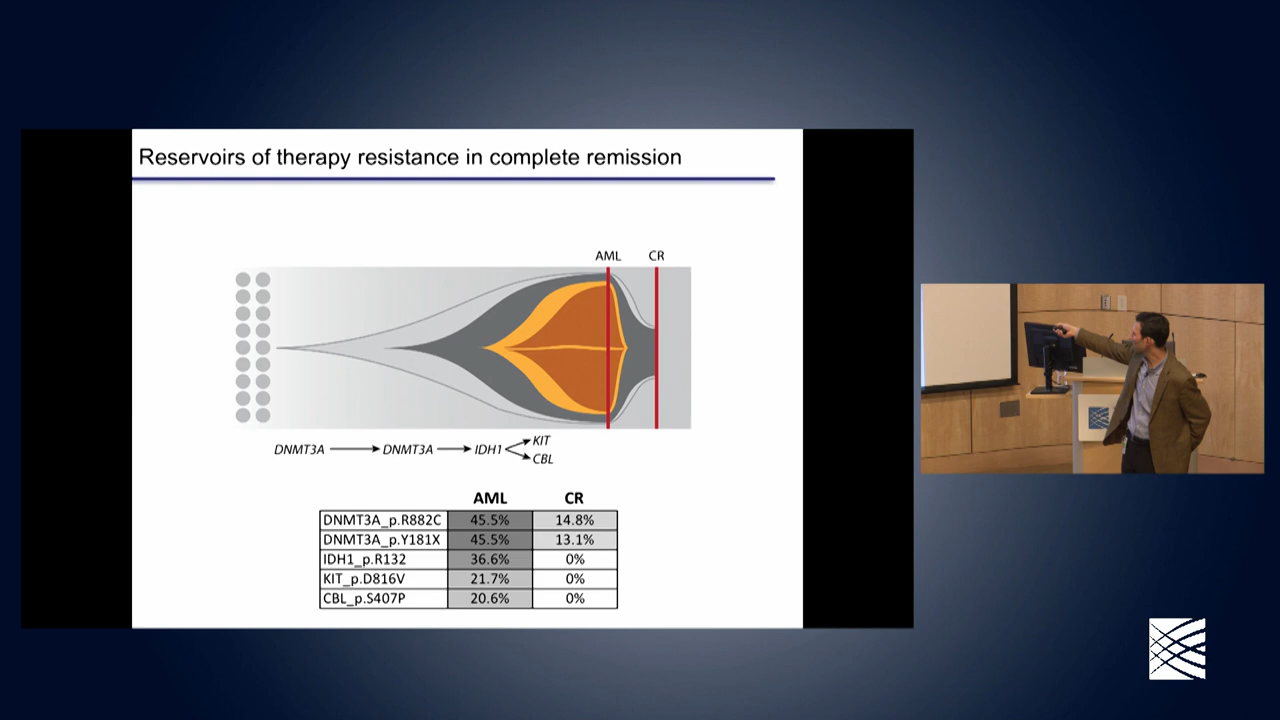 Reservoirs of therapy resistance in complete remission
AML CR
DNMT3A DNMT3A IDH1 KIT
CBL
AML CR
DNMT3A_p.R882C 45.5% 14.8%
DNMT3A_p.Y181X 45.5% 13.1%
IDH1_p.R132 36.6% 0%
KIT_p.D816V 21.7% 0%
CBL_p.S407P 20.6% 0%